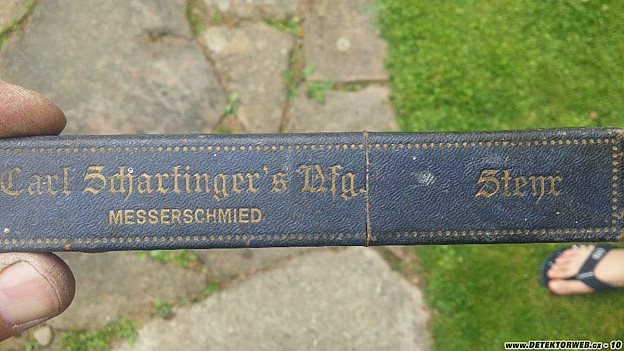 Carl Scharfinger's Nfg. Steyr
MESSERSCHMIED
www.DETEKTORWEB.cz - 10